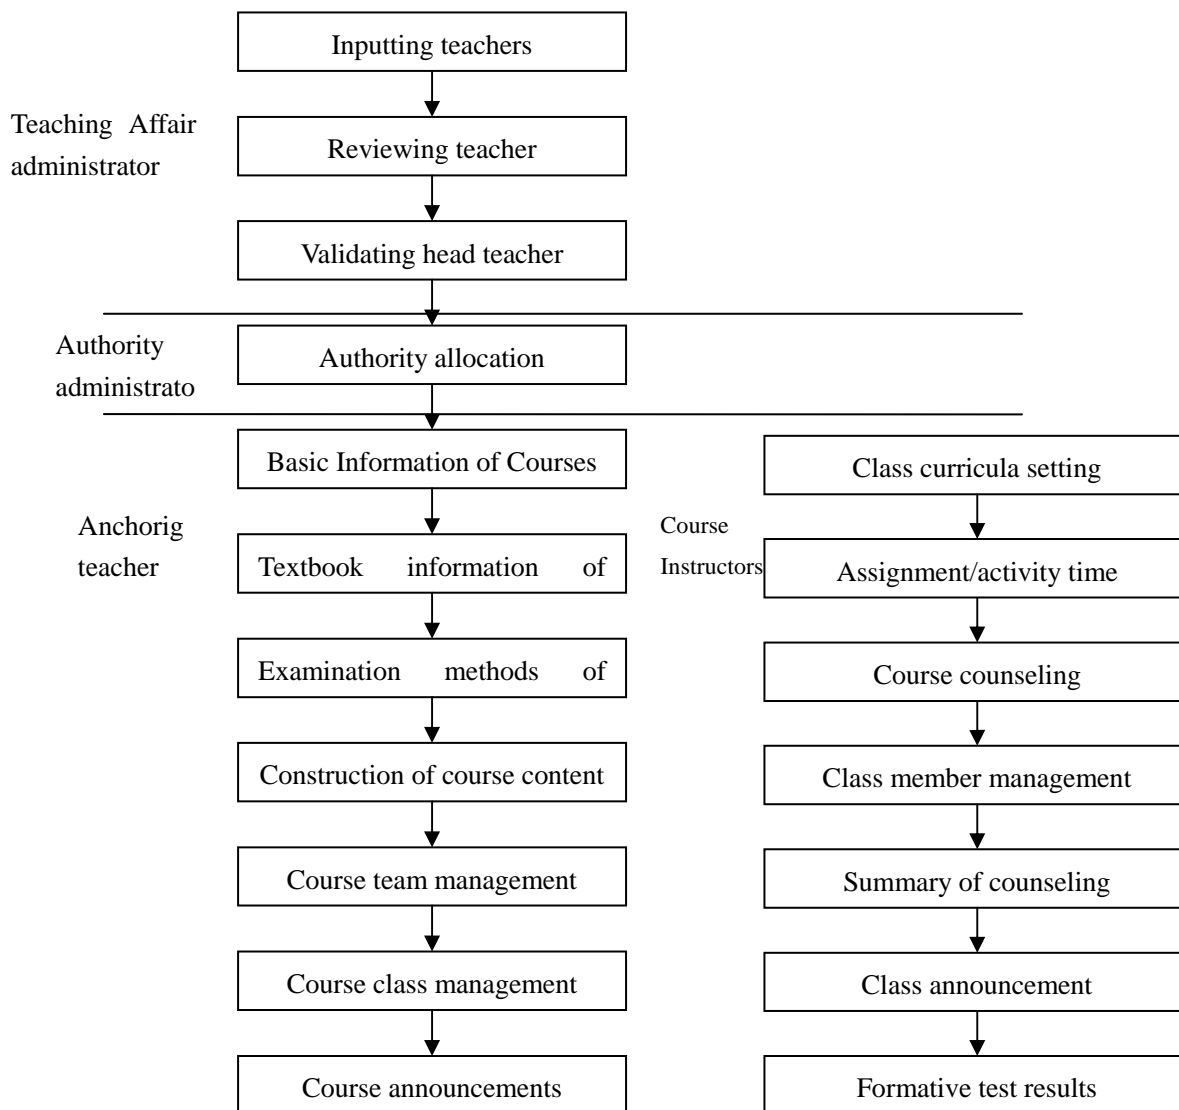 Inputting teachers
Teaching Affair
administrator
Reviewing teacher
Validating head teacher
Authority
administrato
Authority allocation
Basic Information of Courses
Anchorig
teacher
Textbook information of
Examination methods of
Construction of course content
Course team management
Course class management
Course announcements
Class curricula setting
Course
Instructors
Assignment/activity time
Course counseling
Class member management
Summary of counseling
Class announcement
Formative test results